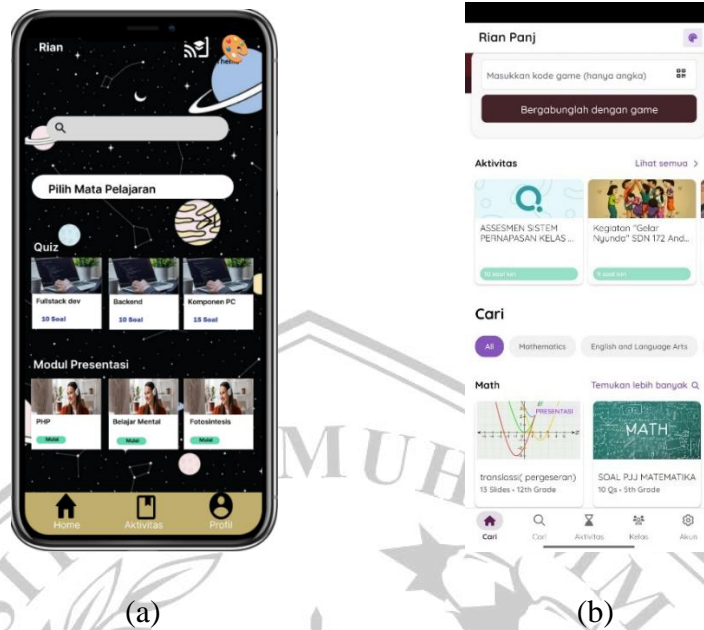 Rian
Theme
Pilih Mata Pelajaran
Quiz
Fullstack dev
10 Soal
Backend
10 Soal
Komponen PC
15 Soal
Modul Presentasi
PHP
Mulai
Belajar Mental
Mulai
Fotosintesis
Mulai
Home
Aktivitas
Profil
(a)
Rian Panj
Masukkan kode game (hanya angka)
Bergabunglah dengan game
Aktivitas
Lihat semua >
ASSESMEN SISTEM
PERNAPASAN KELAS ...
Kegiatan "Gelar
Nyunda" SDN 172 And...
Cari
All
Mathematics
English and Language Arts
Math
Temukan lebih banyak
PRESENTASI
translassi( pergeseran)
13 Slides • 12th Grade
MATH
SOAL PJJ MATEMATIKA
10 Qs • 5th Grade
Cari
Cari
Aktivitas
Kelas
Akun
(b)
MUH